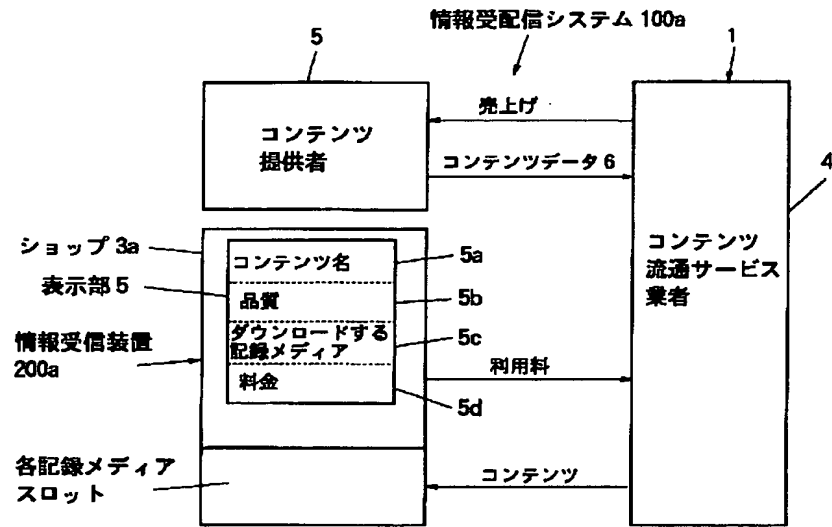 情報受配信システム 100a
5
1
売上げ
コンテンツ
提供者
コンテンツデータ 6
4
ショップ 3a
表示部 5
情報受信装置
200a
コンテンツ名
5a
品質
5b
ダウンロードする
記録メディア
5c
料金
5d
コンテンツ
流通サービス
業者
利用料
各記録メディア
スロット
コンテンツ